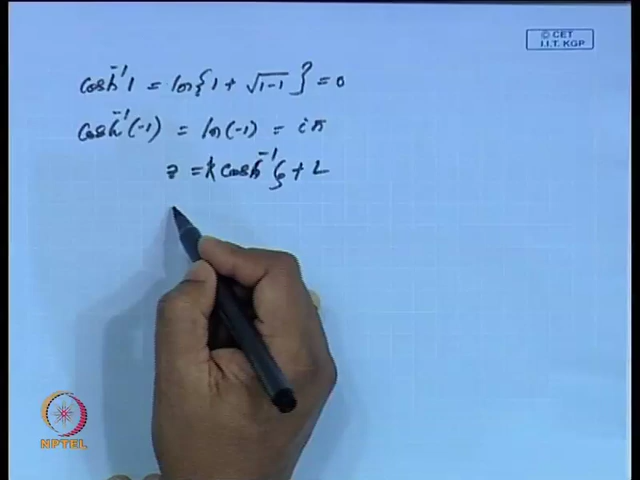 © CET
I.I.T. KGP
cosh⁻¹1 = ln{1 + √(1-1)} = 0
cosh⁻¹(-1) = ln(-1) = iπ
z = k cosh⁻¹ζ + L
NPTEL